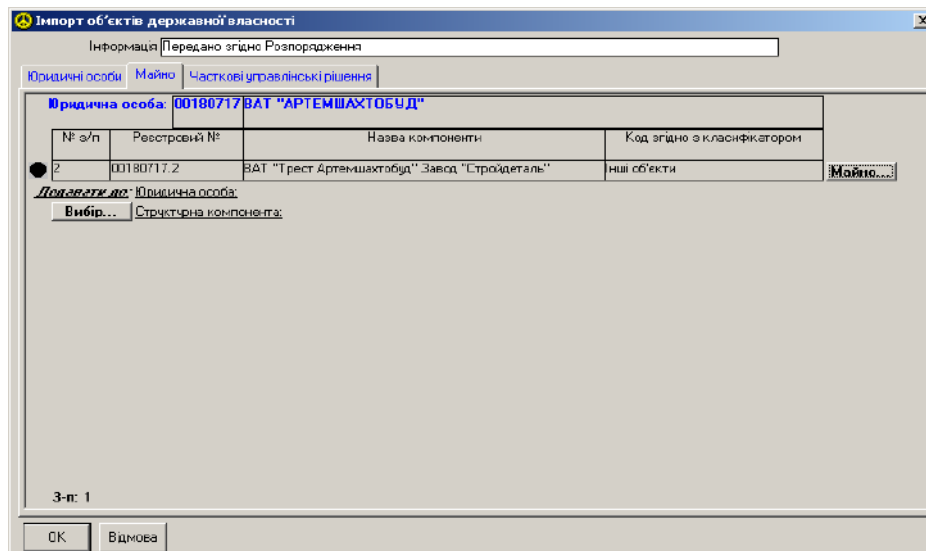 Імпорт об'єктів державної власності
Інформація Передано згідно Розпорядження
Юридичні особи Майно Часткові управлінські рішення
Юридична особа: 00180717 ВАТ "АРТЕМШАХТОБУД"
№ з/п Реєстровий № Назва компоненти Код згідно з класифікатором
2 00180717.2 ВАТ "Трест Артемшахтобуд" Завод "Стройдеталь" Інші об'єкти Майно...
Додавати до: Юридична особа:
Вибір... Структурна компонента:
З-п: 1
OK Відмова